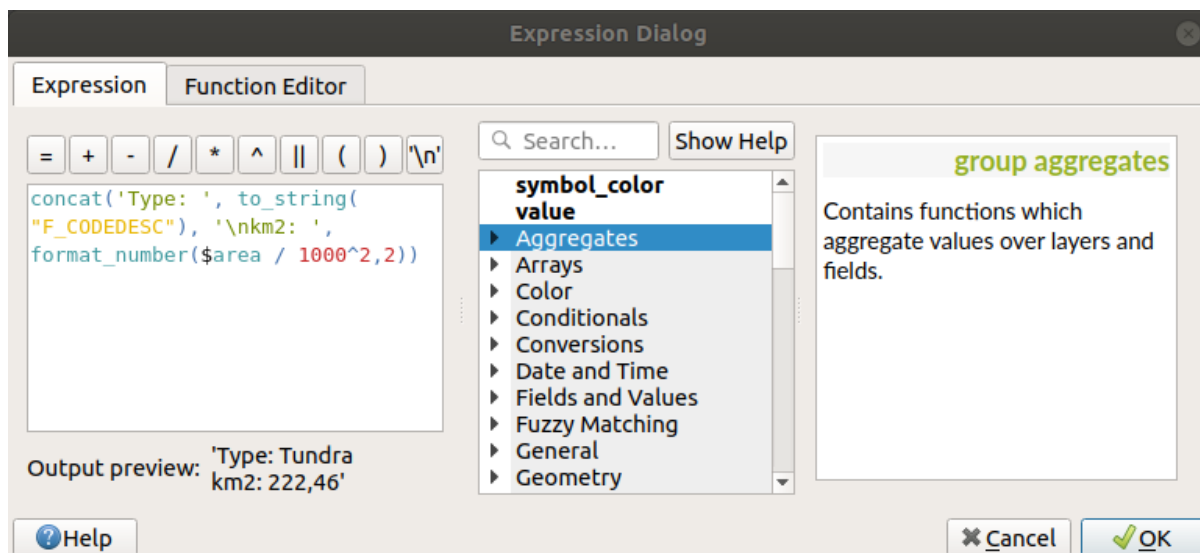 Expression Dialog
Expression
Function Editor
= + - / * ^ || ( ) '\n'
concat('Type: ', to_string(
"F_CODEDESC"), '\nkm2: ',
format_number($area / 1000^2,2))
Output preview:
'Type: Tundra
km2: 222,46'
Search...
Show Help
symbol_color
value
Aggregates
Arrays
Color
Conditionals
Conversions
Date and Time
Fields and Values
Fuzzy Matching
General
Geometry
group aggregates
Contains functions which
aggregate values over layers and
fields.
Help
Cancel
OK